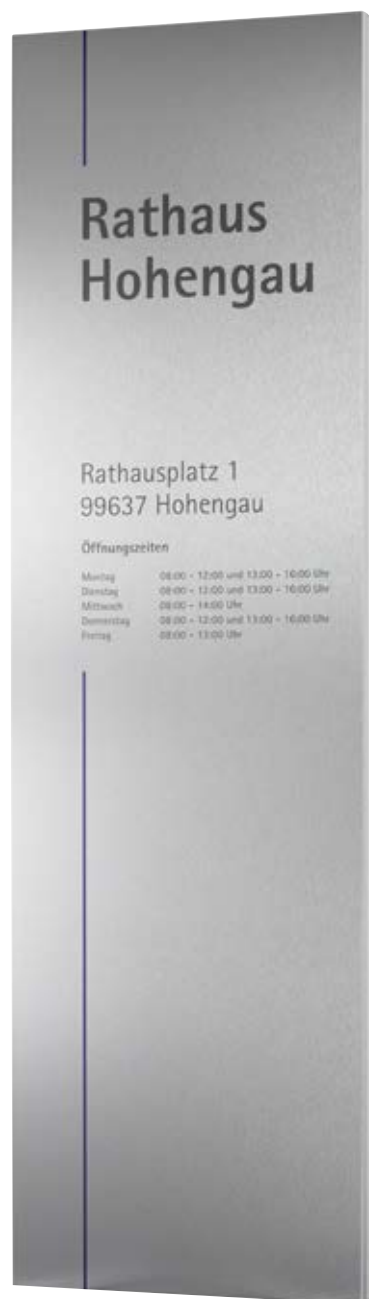 Rathaus
Hohengau
Rathausplatz 1
99637 Hohengau
Öffnungszeiten
Montag 08:00 - 12:00 und 13:00 - 16:00 Uhr
Dienstag 08:00 - 12:00 und 13:00 - 16:00 Uhr
Mittwoch 08:00 - 14:00 Uhr
Donnerstag 08:00 - 12:00 und 13:00 - 16:00 Uhr
Freitag 08:00 - 13:00 Uhr